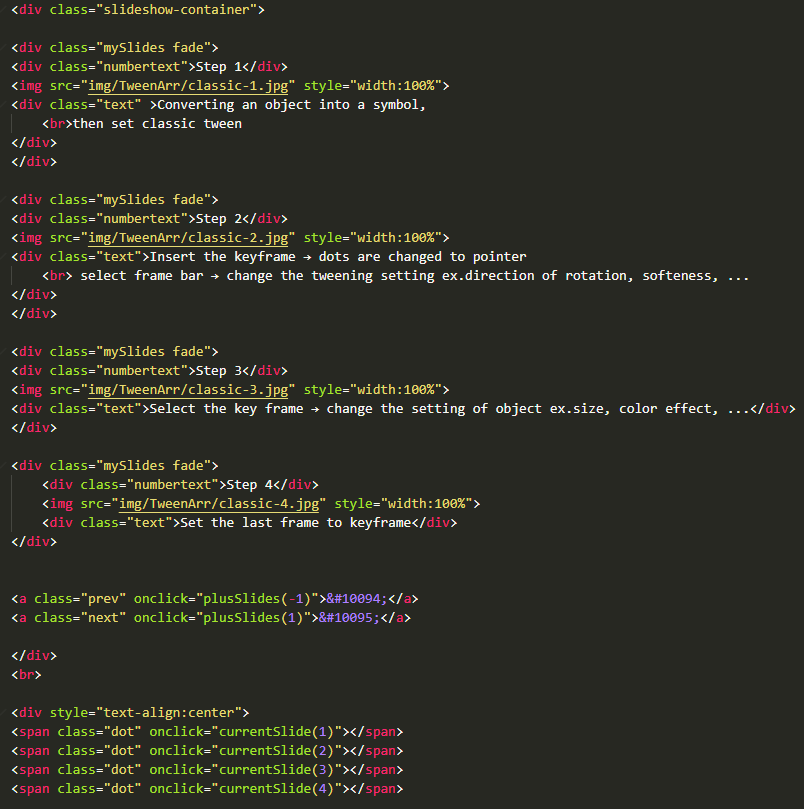 <div class="slideshow-container">
<div class="mySlides fade">
<div class="numbertext">Step 1</div>
<img src="img/TweenArr/classic-1.jpg" style="width:100%">
<div class="text" >Converting an object into a symbol,
<br>then set classic tween
</div>
</div>
<div class="mySlides fade">
<div class="numbertext">Step 2</div>
<img src="img/TweenArr/classic-2.jpg" style="width:100%">
<div class="text">Insert the keyframe → dots are changed to pointer
<br> select frame bar → change the tweening setting ex.direction of rotation, softeness, ...
</div>
</div>
<div class="mySlides fade">
<div class="numbertext">Step 3</div>
<img src="img/TweenArr/classic-3.jpg" style="width:100%">
<div class="text">Select the key frame → change the setting of object ex.size, color effect, ...</div>
</div>
<div class="mySlides fade">
<div class="numbertext">Step 4</div>
<img src="img/TweenArr/classic-4.jpg" style="width:100%">
<div class="text">Set the last frame to keyframe</div>
</div>
<a class="prev" onclick="plusSlides(-1)">&#10094;</a>
<a class="next" onclick="plusSlides(1)">&#10095;</a>
</div>
<br>
<div style="text-align:center">
<span class="dot" onclick="currentSlide(1)"></span>
<span class="dot" onclick="currentSlide(2)"></span>
<span class="dot" onclick="currentSlide(3)"></span>
<span class="dot" onclick="currentSlide(4)"></span>